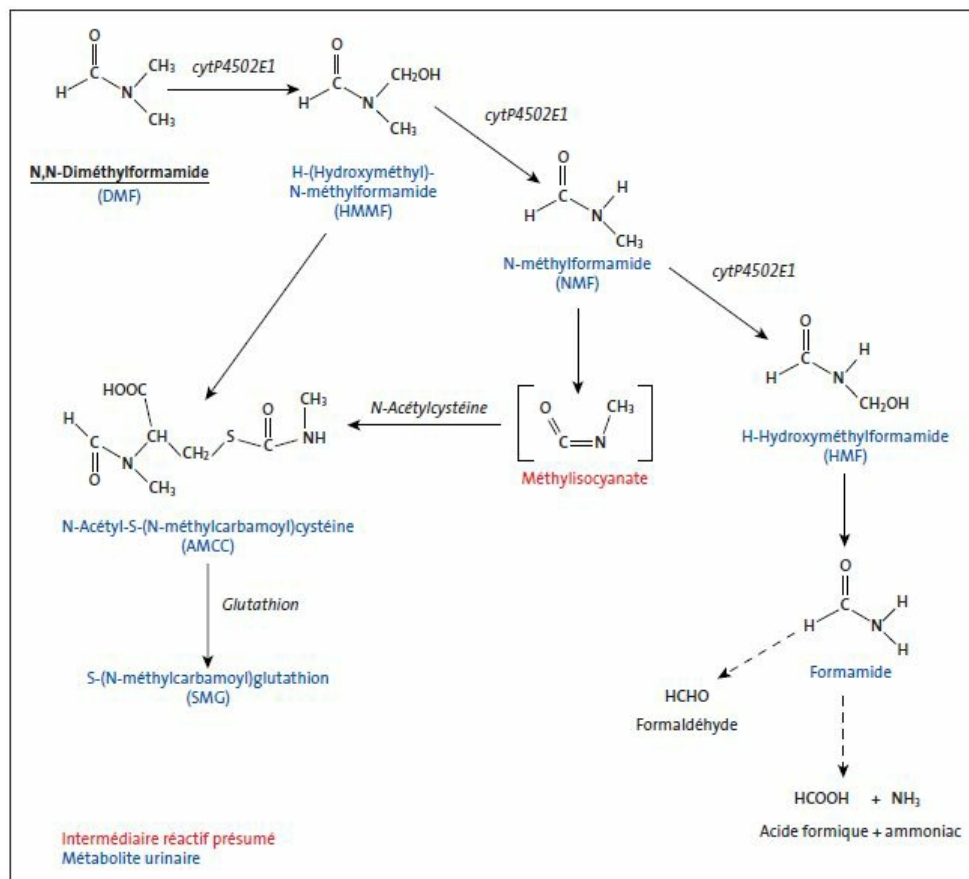 O
H
C
N
CH₃
CH₃
cytP4502E1
O
H
C
N
CH₂OH
CH₃
cytP4502E1
N,N-Diméthylformamide
(DMF)
H-(Hydroxyméthyl)-
N-méthylformamide
(HMMF)
O
H
C
N
H
CH₃
N-méthylformamide
(NMF)
cytP4502E1
O
H
C
N
H
CH₂OH
H-Hydroxyméthylformamide
(HMF)
HOOC
H
C
O
N
CH₃
CH
CH₂
S
O
C
CH₃
NH
N-Acétylcystéine
O
C
N
CH₃
Méthylisocyanate
N-Acétyl-S-(N-méthylcarbamoyl)cystéine
(AMCC)
Glutathion
S-(N-méthylcarbamoyl)glutathion
(SMG)
O
H
C
N
H
H
Formamide
HCHO
Formaldéhyde
HCOOH + NH₃
Acide formique + ammoniac
Intermédiaire réactif présumé
Métabolite urinaire